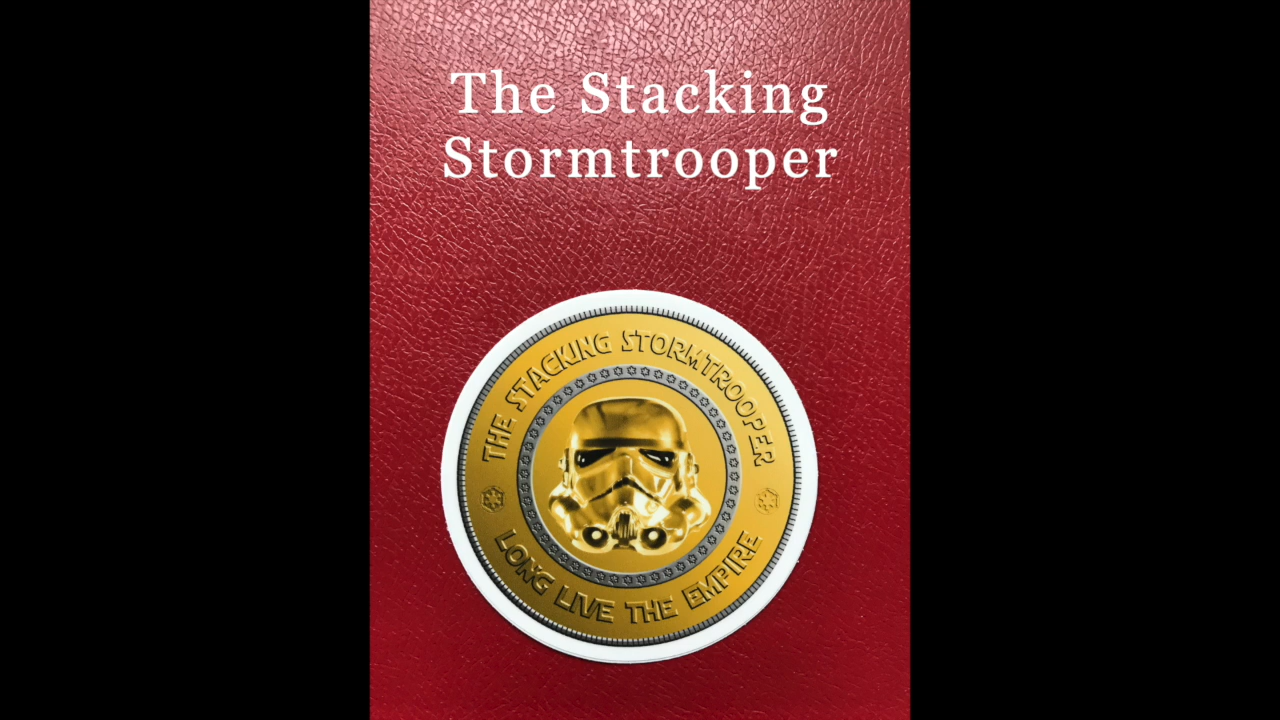 The Stacking
Stormtrooper
THE STACKING STORMTROOPER
LONG LIVE THE EMPIRE